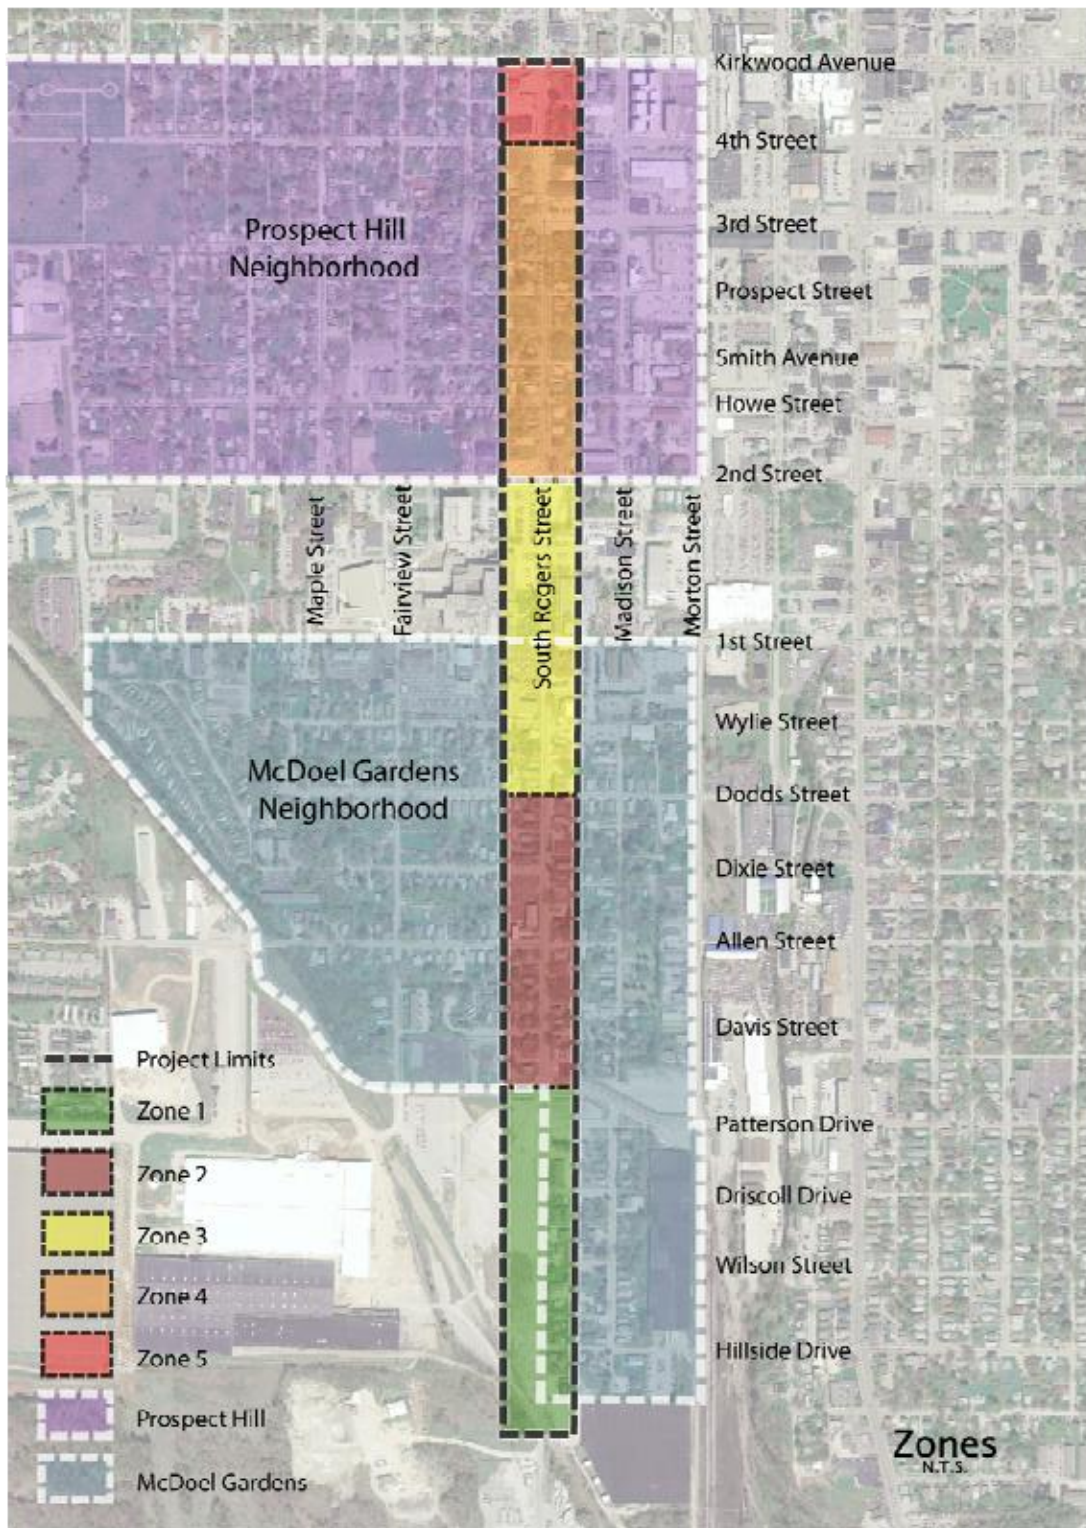 Kirkwood Avenue
4th Street
3rd Street
Prospect Street
Smith Avenue
Howe Street
2nd Street
Prospect Hill
Neighborhood
Maple Street
Fairview Street
South Rogers Street
Madison Street
Morton Street
1st Street
Wylie Street
Dodds Street
Dixie Street
Allen Street
Davis Street
Patterson Drive
Driscoll Drive
Wilson Street
Hillside Drive
McDoel Gardens
Neighborhood
Project Limits
Zone 1
Zone 2
Zone 3
Zone 4
Zone 5
Prospect Hill
McDoel Gardens
Zones
N.T.S.